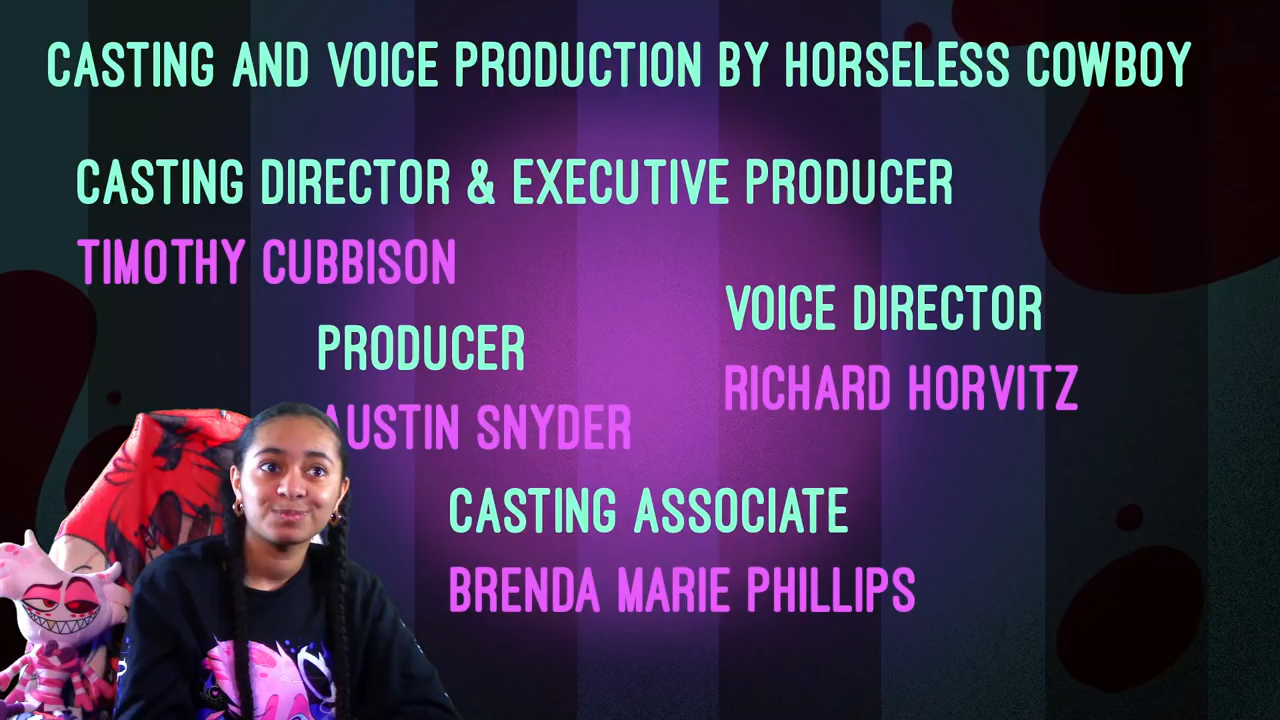 CASTING AND VOICE PRODUCTION BY HORSELESS COWBOY
CASTING DIRECTOR & EXECUTIVE PRODUCER
TIMOTHY CUBBISON
PRODUCER
AUSTIN SNYDER
VOICE DIRECTOR
RICHARD HORVITZ
CASTING ASSOCIATE
BRENDA MARIE PHILLIPS